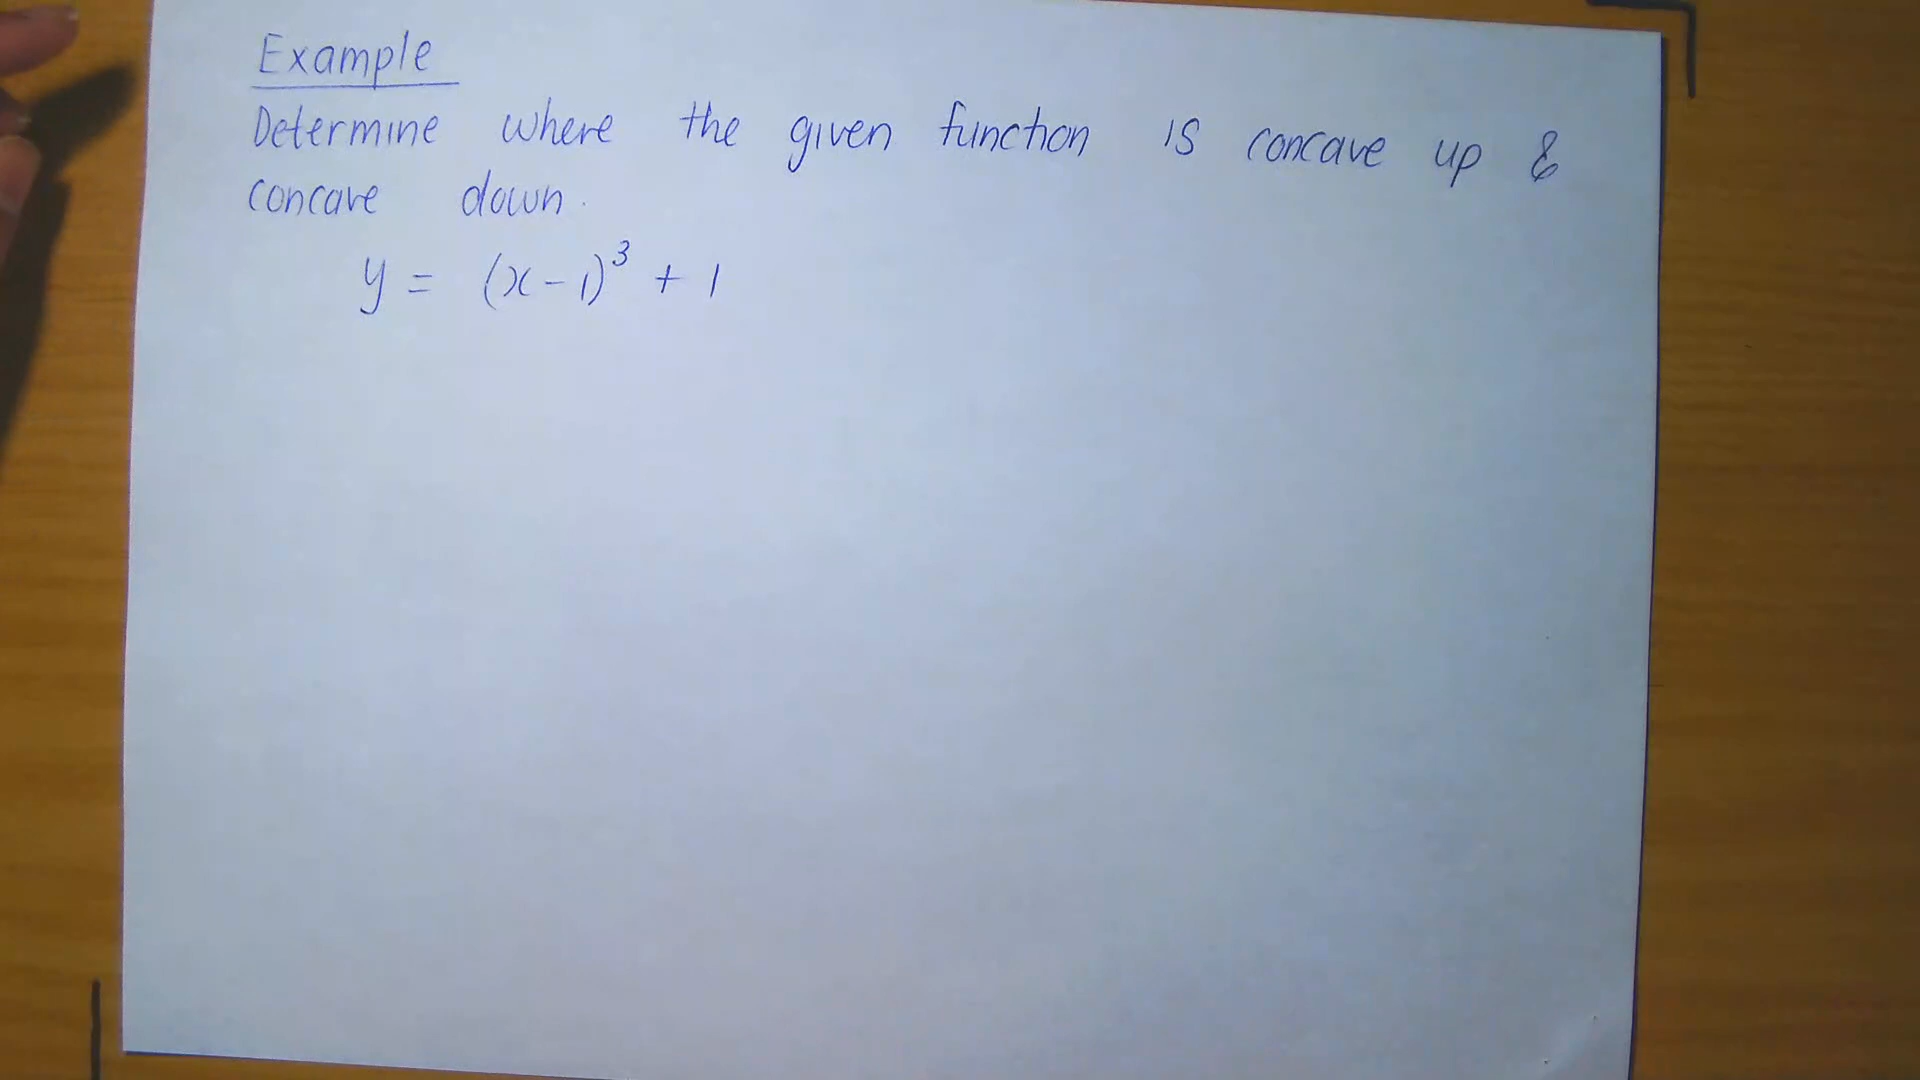 Example
Determine where the given function is concave up &
concave down.
y = (x-1)³ + 1